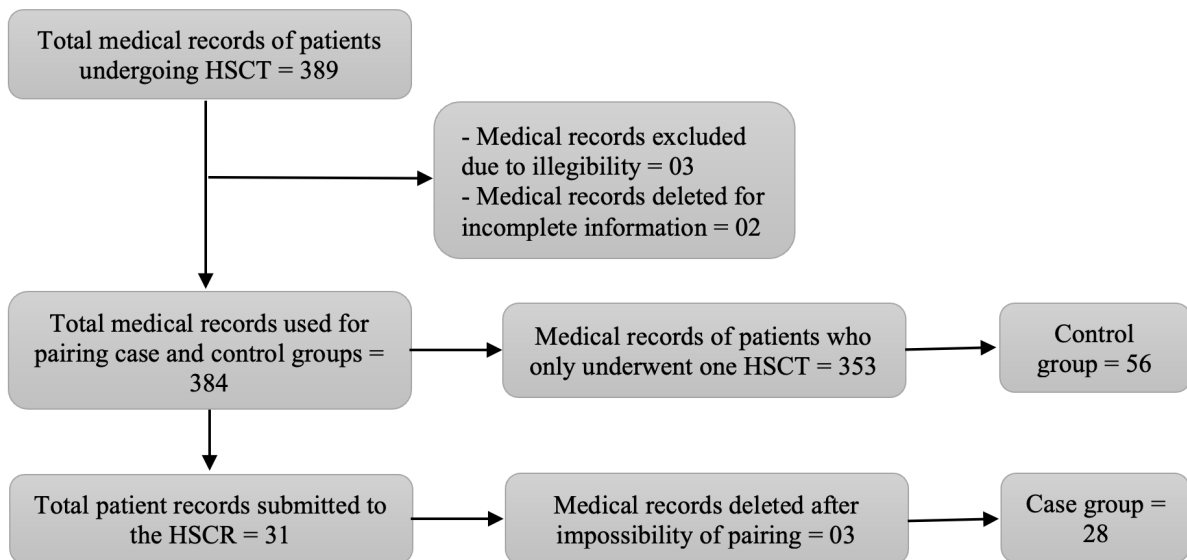 Total medical records of patients
undergoing HSCT = 389
- Medical records excluded
due to illegibility = 03
- Medical records deleted for
incomplete information = 02
Total medical records used for
pairing case and control groups =
384
Medical records of patients who
only underwent one HSCT = 353
Control
group = 56
Total patient records submitted to
the HSCR = 31
Medical records deleted after
impossibility of pairing = 03
Case group =
28